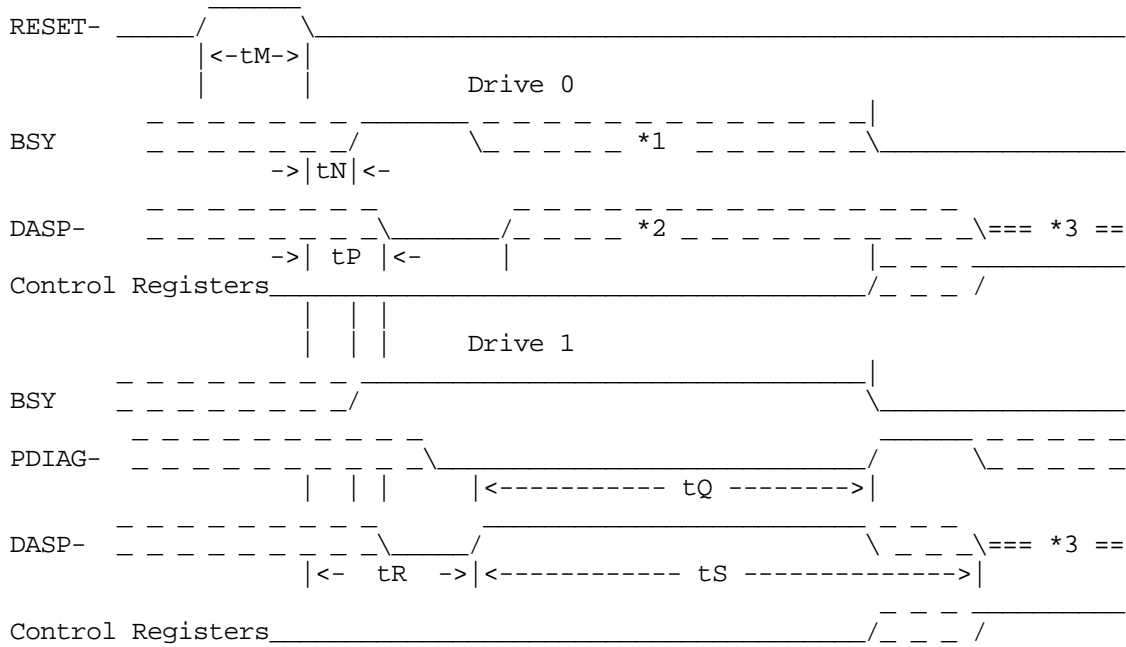 RESET-
|<-tM->|
Drive 0
BSY *1
->|tN|<-
DASP- *2 === *3 ==
->| tP |<-
Control Registers
Drive 1
BSY
PDIAG-
|<----------- tQ -------->|
DASP- === *3 ==
|<- tR ->|<------------ tS -------------->|
Control Registers